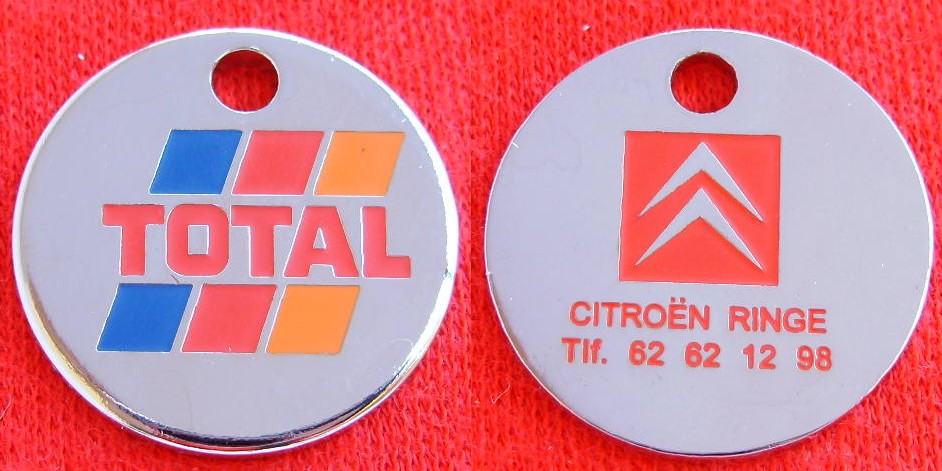 TOTAL
CITROËN RINGE
Tlf. 62 62 12 98